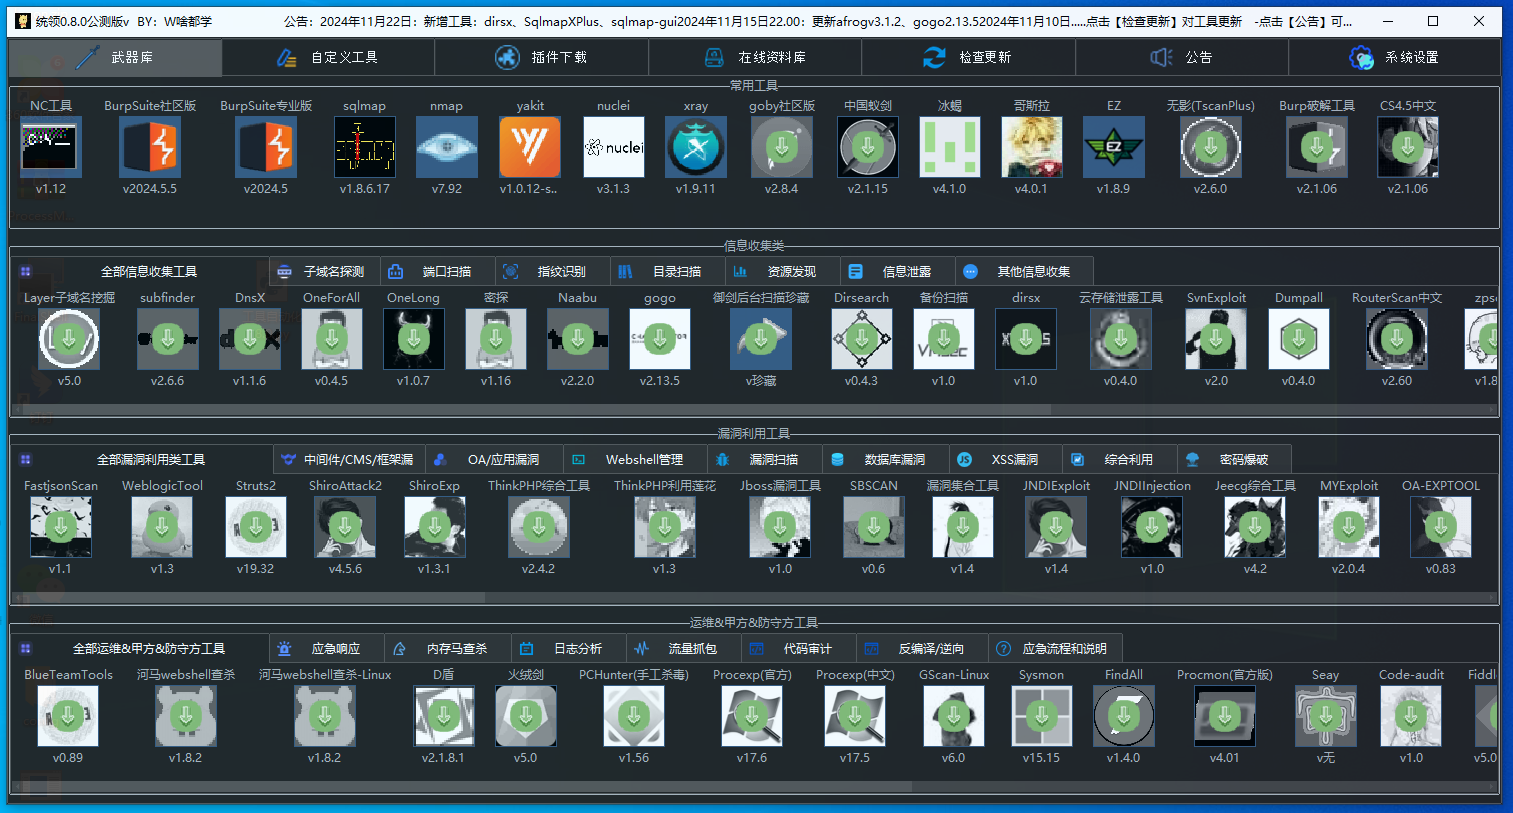 统领0.8.0公测版v BY：W啥都学 公告：2024年11月22日：新增工具：dirsx、SqlmapXPlus、sqlmap-gui2024年11月15日22.00：更新afrogv3.1.2、gogo2.13.52024年11月10日.....点击【检查更新】对工具更新 -点击【公告】可...
武器库 自定义工具 插件下载 在线资料库 检查更新 公告 系统设置
常用工具
NC工具 BurpSuite社区版 BurpSuite专业版 sqlmap nmap yakit nuclei xray goby社区版 中国蚁剑 冰蝎 哥斯拉 EZ 无影(TscanPlus) Burp破解工具 CS4.5中文
nuclei EZ
v1.12 v2024.5.5 v2024.5 v1.8.6.17 v7.92 v1.0.12-s.. v3.1.3 v1.9.11 v2.8.4 v2.1.15 v4.1.0 v4.0.1 v1.8.9 v2.6.0 v2.1.06 v2.1.06
信息收集类
全部信息收集工具 子域名探测 端口扫描 指纹识别 目录扫描 资源发现 信息泄露 其他信息收集
Layer子域名挖掘 subfinder DnsX OneForAll OneLong 密探 Naabu gogo 御剑后台扫描珍藏 Dirsearch 备份扫描 dirsx 云存储泄露工具 SvnExploit Dumpall RouterScan中文
v5.0 v2.6.6 v1.1.6 v0.4.5 v1.0.7 v1.16 v2.2.0 v2.13.5 v珍藏 v0.4.3 v1.0 v1.0 v0.4.0 v2.0 v0.4.0 v2.60 v1.8
漏洞利用工具
全部漏洞利用类工具 中间件/CMS/框架漏 OA/应用漏洞 Webshell管理 漏洞扫描 数据库漏洞 JS XSS漏洞 综合利用 密码爆破
FastjsonScan WeblogicTool Struts2 ShiroAttack2 ShiroExp ThinkPHP综合工具 ThinkPHP利用莲花 Jboss漏洞工具 SBSCAN 漏洞集合工具 JNDIExploit JNDIInjection Jeecg综合工具 MYExploit OA-EXPTOOL
v1.1 v1.3 v19.32 v4.5.6 v1.3.1 v2.4.2 v1.3 v1.0 v0.6 v1.4 v1.4 v1.0 v4.2 v2.0.4 v0.83
运维&甲方&防守方工具
全部运维&甲方&防守方工具 应急响应 内存马查杀 日志分析 流量抓包 代码审计 反编译/逆向 应急流程和说明
BlueTeamTools 河马webshell查杀 河马webshell查杀-Linux D盾 火绒剑 PCHunter(手工杀毒) Procexp(官方) Procexp(中文) GScan-Linux Sysmon FindAll Procmon(官方版) Seay Code-audit Fiddl
v0.89 v1.8.2 v1.8.2 v2.1.8.1 v5.0 v1.56 v17.6 v17.5 v6.0 v15.15 v1.4.0 v4.01 v无 v1.0 v5.0